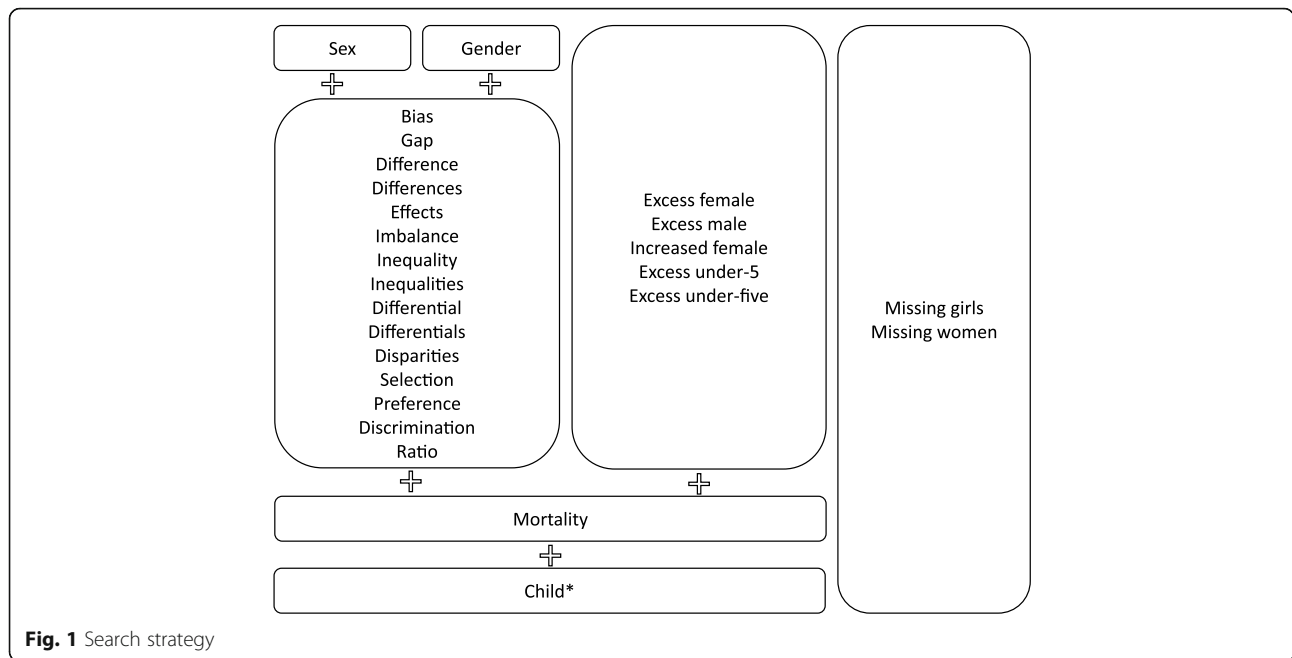 Sex
Gender
Bias
Gap
Difference
Differences
Effects
Imbalance
Inequality
Inequalities
Differential
Differentials
Disparities
Selection
Preference
Discrimination
Ratio
Excess female
Excess male
Increased female
Excess under-5
Excess under-five
Missing girls
Missing women
Mortality
Child*
Fig. 1 Search strategy